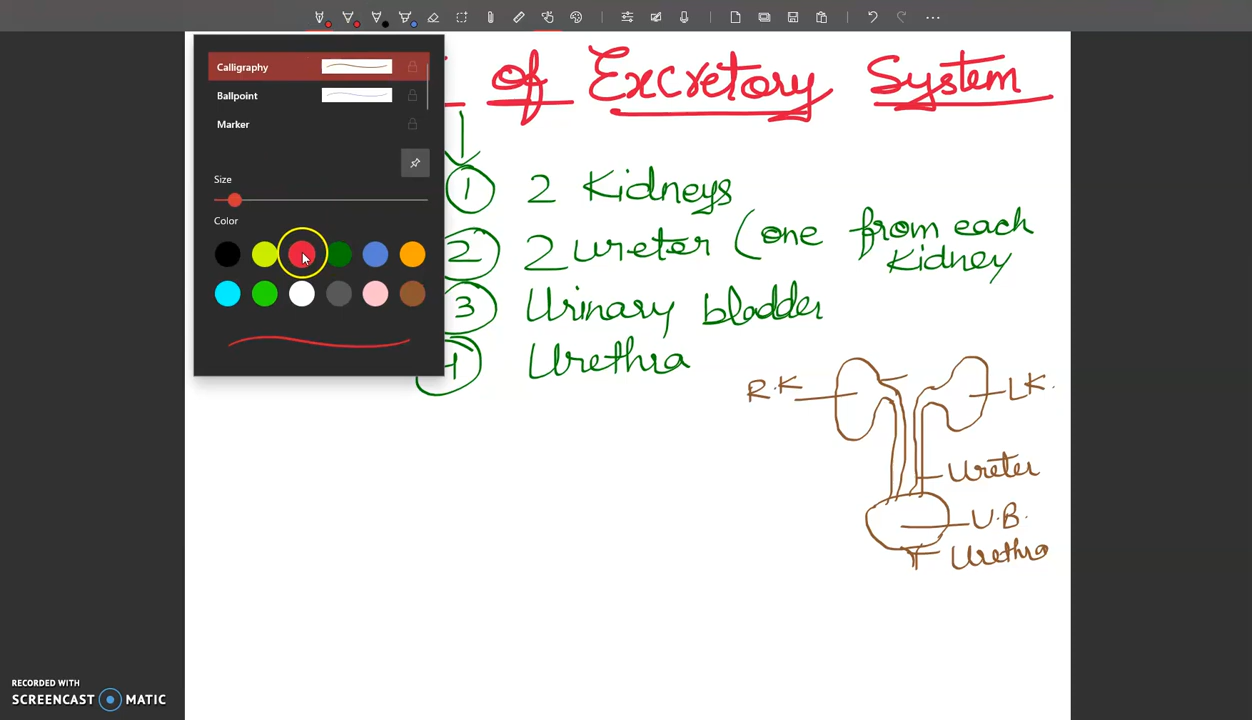 of Excretory System
Calligraphy
Ballpoint
Marker
Size
Color
1 2 Kidneys
2 2 Ureter (one from each
Kidney
3 Urinary bladder
4 Urethra
R.K
L.K.
Ureter
U.B.
Urethra
RECORDED WITH
SCREENCAST MATIC